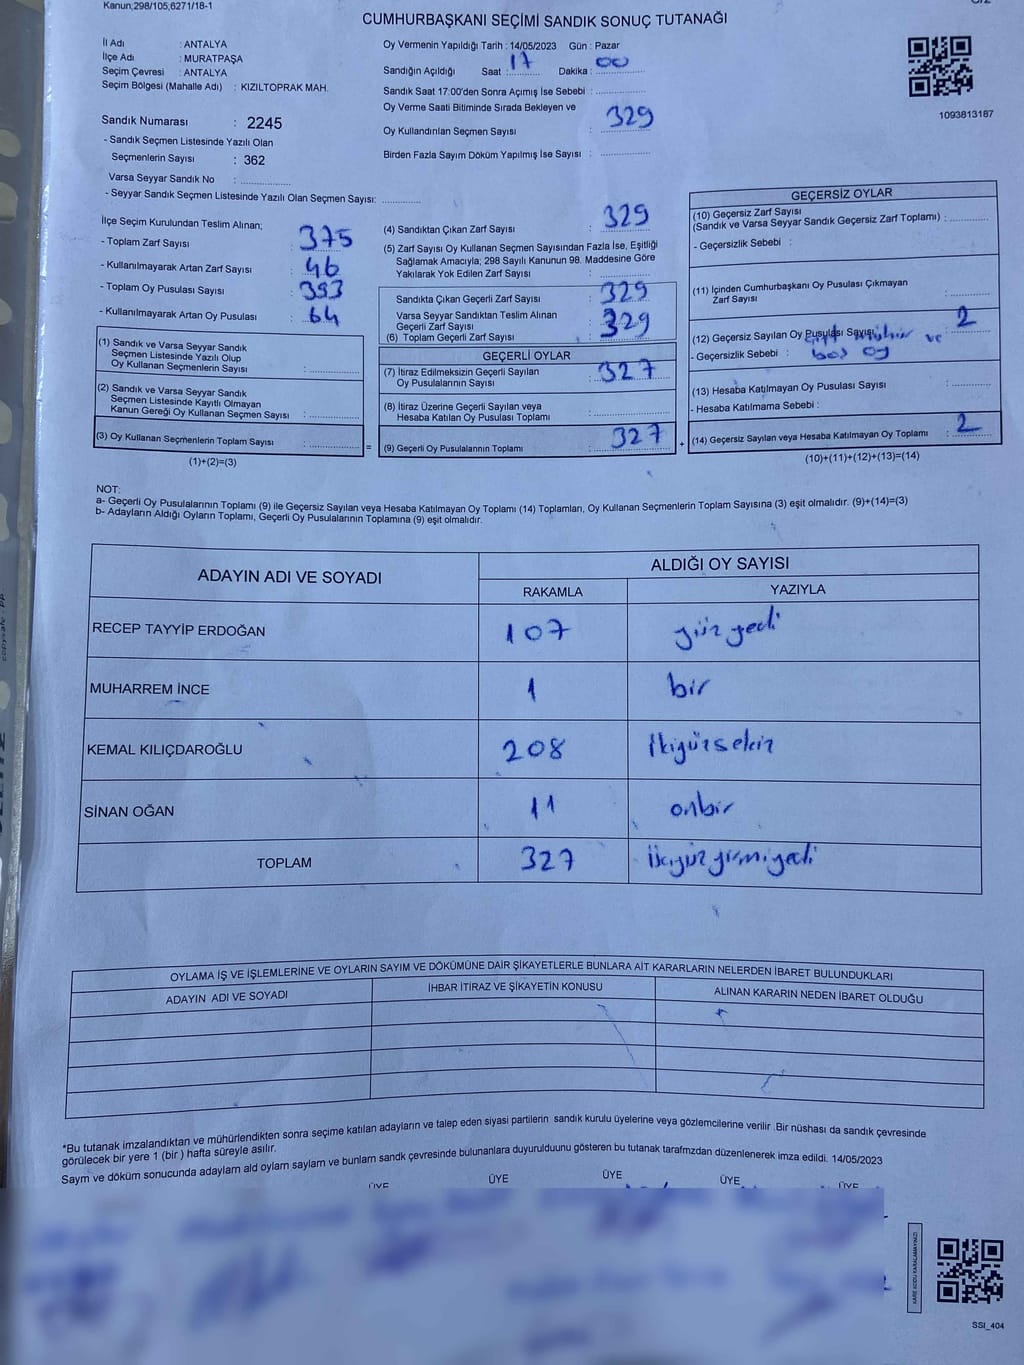 Kanun,298/105,6271/18-1
CUMHURBAŞKANI SEÇİMİ SANDIK SONUÇ TUTANAĞI
İl Adı : ANTALYA
İlçe Adı : MURATPAŞA
Seçim Çevresi : ANTALYA
Seçim Bölgesi (Mahalle Adı) : KIZILTOPRAK MAH.
Sandık Numarası : 2245
- Sandık Seçmen Listesinde Yazılı Olan
Seçmenlerin Sayısı : 362
Varsa Seyyar Sandık No : ..............
- Seyyar Sandık Seçmen Listesinde Yazılı Olan Seçmen Sayısı: ............
Oy Vermenin Yapıldığı Tarih : 14/05/2023 Gün : Pazar
Sandığın Açıldığı Saat : 17 Dakika : 00
Sandık Saat 17:00'den Sonra Açımış İse Sebebi : ..............
Oy Verme Saati Bitiminde Sırada Bekleyen ve
Oy Kullandırılan Seçmen Sayısı : 329
Birden Fazla Sayım Döküm Yapılmış İse Sayısı : ..............
1093813187
İlçe Seçim Kurulundan Teslim Alınan;
- Toplam Zarf Sayısı : 375
- Kullanılmayarak Artan Zarf Sayısı : 46
- Toplam Oy Pusulası Sayısı : 393
- Kullanılmayarak Artan Oy Pusulası : 64
(1) Sandık ve Varsa Seyyar Sandık
Seçmen Listesinde Yazılı Olup
Oy Kullanan Seçmenlerin Sayısı : ..............
(2) Sandık ve Varsa Seyyar Sandık
Seçmen Listesinde Kayıtlı Olmayan
Kanun Gereği Oy Kullanan Seçmen Sayısı : ..............
(3) Oy Kullanan Seçmenlerin Toplam Sayısı : ..............
(1)+(2)=(3)
(4) Sandıktan Çıkan Zarf Sayısı : 329
(5) Zarf Sayısı Oy Kullanan Seçmen Sayısından Fazla İse, Eşitliği
Sağlamak Amacıyla; 298 Sayılı Kanunun 98. Maddesine Göre
Yakılarak Yok Edilen Zarf Sayısı : ..............
Sandıkta Çıkan Geçerli Zarf Sayısı : 329
Varsa Seyyar Sandıktan Teslim Alınan
Geçerli Zarf Sayısı :
(6) Toplam Geçerli Zarf Sayısı : 329
GEÇERLİ OYLAR
(7) İtiraz Edilmeksizin Geçerli Sayılan
Oy Pusulalarının Sayısı : 327
(8) İtiraz Üzerine Geçerli Sayılan veya
Hesaba Katılan Oy Pusulası Toplamı : ..............
= (9) Geçerli Oy Pusulalarının Toplamı : 327 +
GEÇERSİZ OYLAR
(10) Geçersiz Zarf Sayısı
(Sandık ve Varsa Seyyar Sandık Geçersiz Zarf Toplamı) : ..............
- Geçersizlik Sebebi :
(11) İçinden Cumhurbaşkanı Oy Pusulası Çıkmayan
Zarf Sayısı : ..............
(12) Geçersiz Sayılan Oy Pusulası Sayısı : 2
- Geçersizlik Sebebi : çift mühür ve
boş oy
(13) Hesaba Katılmayan Oy Pusulası Sayısı : ..............
- Hesaba Katılmama Sebebi :
(14) Geçersiz Sayılan veya Hesaba Katılmayan Oy Toplamı : 2
(10)+(11)+(12)+(13)=(14)
NOT:
a- Geçerli Oy Pusulalarının Toplamı (9) ile Geçersiz Sayılan veya Hesaba Katılmayan Oy Toplamı (14) Toplamları, Oy Kullanan Seçmenlerin Toplam Sayısına (3) eşit olmalıdır. (9)+(14)=(3)
b- Adayların Aldığı Oyların Toplamı, Geçerli Oy Pusulalarının Toplamına (9) eşit olmalıdır.
ADAYIN ADI VE SOYADI ALDIĞI OY SAYISI
RAKAMLA YAZIYLA
RECEP TAYYİP ERDOĞAN 107 yüz yedi
MUHARREM İNCE 1 bir
KEMAL KILIÇDAROĞLU 208 ikiyüzsekiz
SİNAN OĞAN 11 onbir
TOPLAM 327 üçyüzyirmiyedi
OYLAMA İŞ VE İŞLEMLERİNE VE OYLARIN SAYIM VE DÖKÜMÜNE DAİR ŞİKAYETLERLE BUNLARA AİT KARARLARIN NELERDEN İBARET BULUNDUKLARI
ADAYIN ADI VE SOYADI İHBAR İTİRAZ VE ŞİKAYETİN KONUSU ALINAN KARARIN NEDEN İBARET OLDUĞU
*Bu tutanak imzalandıktan ve mühürlendikten sonra seçime katılan adayların ve talep eden siyasi partilerin sandık kurulu üyelerine veya gözlemcilerine verilir .Bir nüshası da sandık çevresinde
görülecek bir yere 1 (bir ) hafta süreyle asılır.
Sayım ve döküm sonucunda adayların ald oyların sayılam ve bunların sandk çevresinde bulunanlara duyurulduunu gösteren bu tutanak tarafmzdan düzenlenerek imza edildi. 14/05/2023
ÜYE ÜYE ÜYE ÜYE ÜYE
KARE KODU KARALAMAYINIZ!
SSI_404